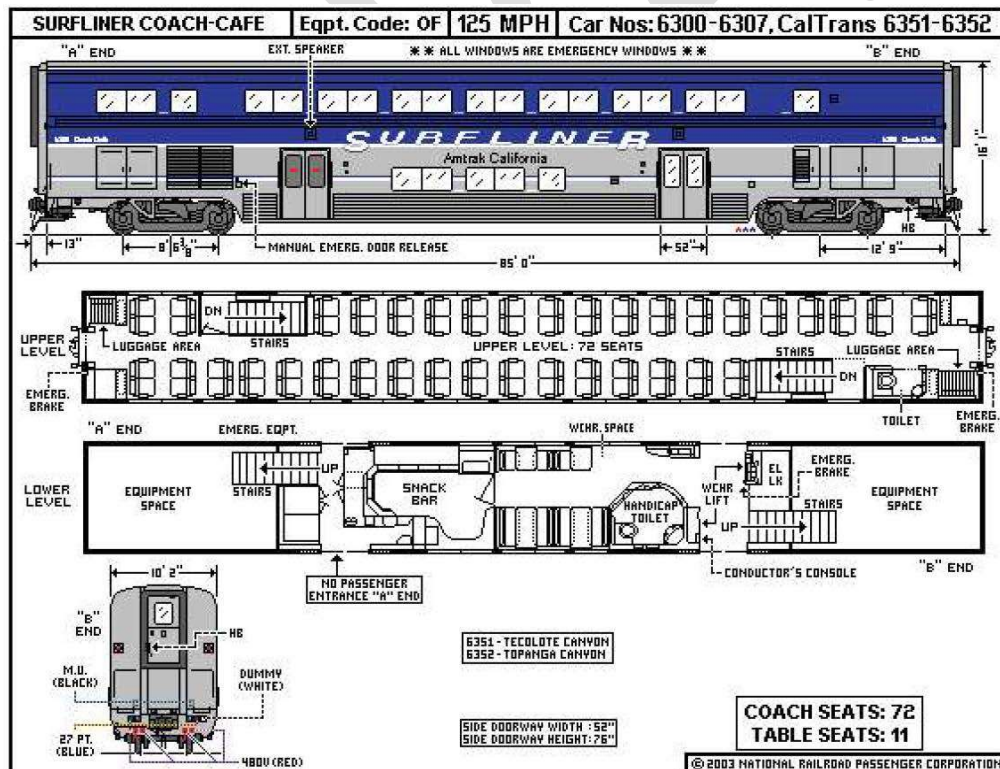 SURFLINER COACH-CAFE
Eqpt. Code: OF
125 MPH
Car Nos: 6300-6307, CalTrans 6351-6352
"A" END
EXT. SPEAKER
** ALL WINDOWS ARE EMERGENCY WINDOWS **
"B" END
SURFLINER
Amtrak California
16' 1"
13"
8' 6 3/8"
MANUAL EMERG. DOOR RELEASE
52"
12' 9"
HB
85' 0"
UPPER
LEVEL
LUGGAGE AREA
DN
STAIRS
UPPER LEVEL: 72 SEATS
STAIRS
LUGGAGE AREA
DN
EMERG.
BRAKE
TOILET
EMERG.
BRAKE
"A" END
EMERG. EQPT.
WCHR. SPACE
LOWER
LEVEL
EQUIPMENT
SPACE
UP
STAIRS
SNACK
BAR
HANDICAP
TOILET
WCHR
LIFT
EL
LK
EMERG.
BRAKE
STAIRS
UP
EQUIPMENT
SPACE
CONDUCTOR'S CONSOLE
"B" END
NO PASSENGER
ENTRANCE "A" END
10' 2"
"B"
END
HB
M.U.
(BLACK)
DUMMY
(WHITE)
27 PT.
(BLUE)
480V (RED)
6351 - TECOLOTE CANYON
6352 - TOPANGA CANYON
SIDE DOORWAY WIDTH : 52"
SIDE DOORWAY HEIGHT: 76"
COACH SEATS: 72
TABLE SEATS: 11
© 2003 NATIONAL RAILROAD PASSENGER CORPORATION